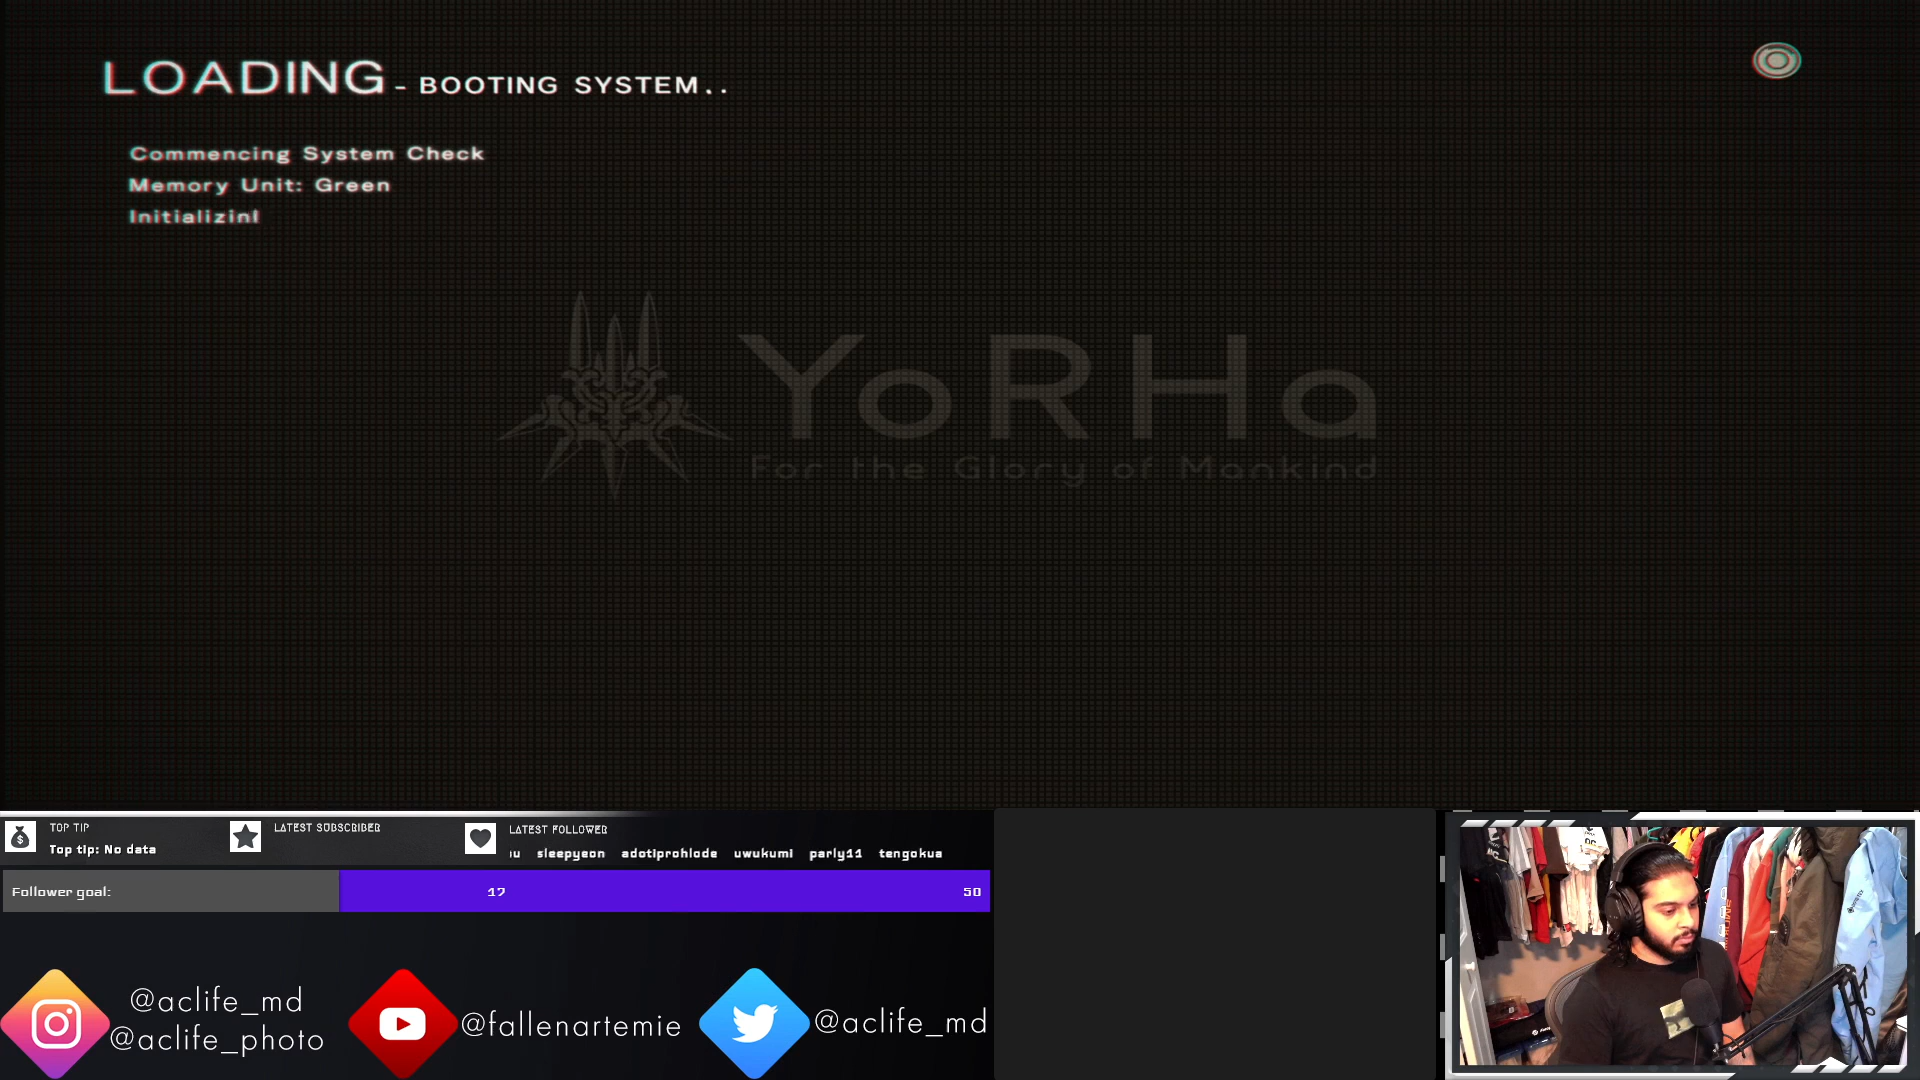 LOADING - BOOTING SYSTEM..
Commencing System Check
Memory Unit: Green
Initializin
YoRHa
For the Glory of Mankind
TOP TIP
Top tip: No data
LATEST SUBSCRIBER
LATEST FOLLOWER
sleepyeon adotiprohlode uwukumi parly11 tengokua
Follower goal: 17 50
@aclife_md
@aclife_photo
@fallenartemie
@aclife_md